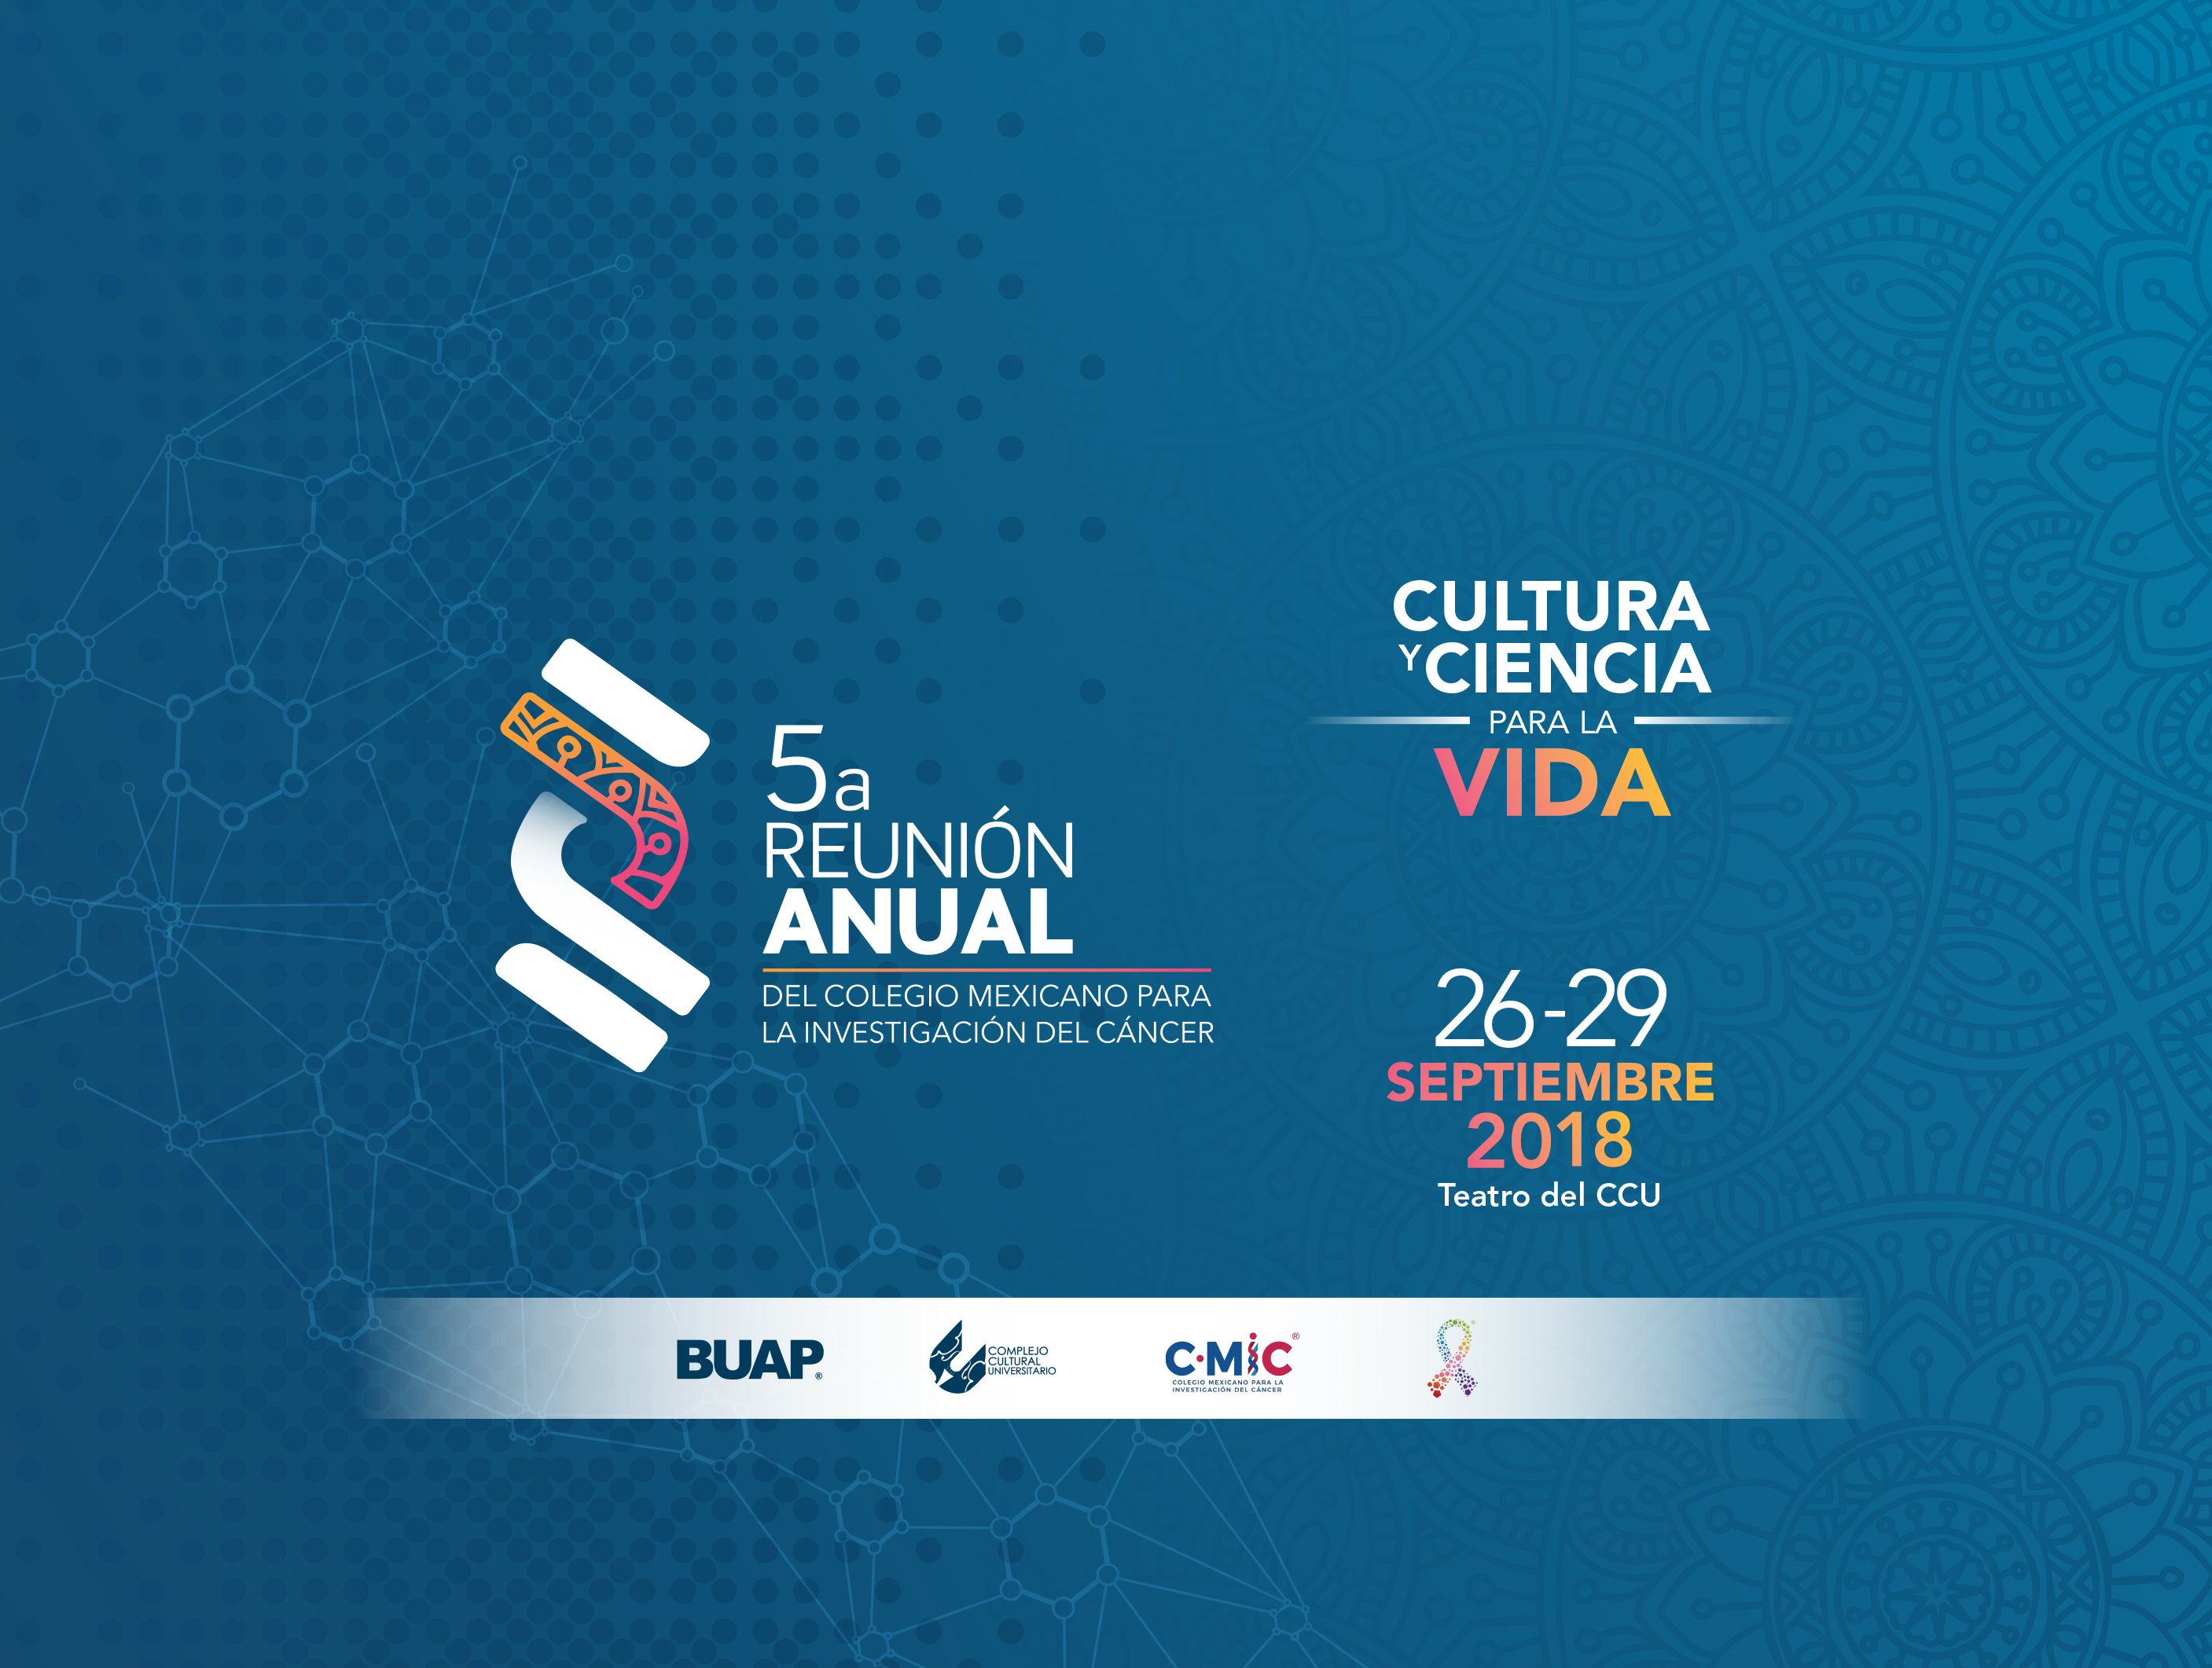 5a
REUNIÓN
ANUAL
DEL COLEGIO MEXICANO PARA
LA INVESTIGACIÓN DEL CÁNCER
CULTURA
Y CIENCIA
PARA LA
VIDA
26-29
SEPTIEMBRE
2018
Teatro del CCU
BUAP®
COMPLEJO
CULTURAL
UNIVERSITARIO
C·MiC®
COLEGIO MEXICANO PARA LA
INVESTIGACIÓN DEL CÁNCER